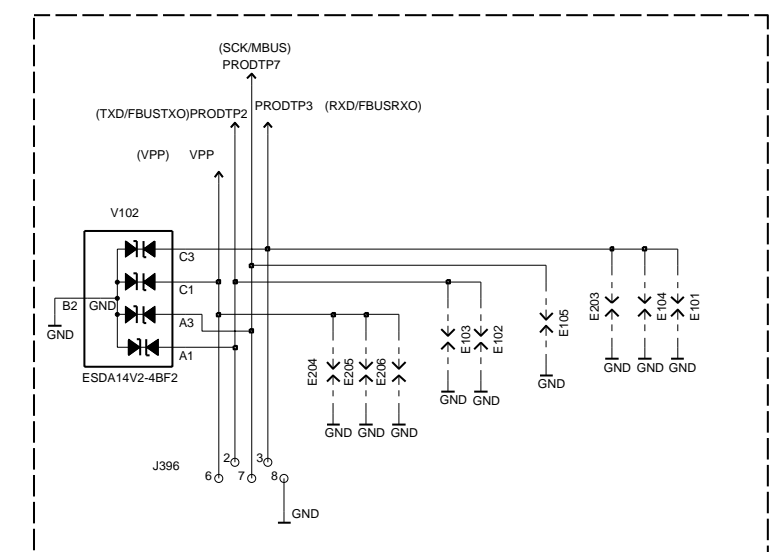 (SCK/MBUS)
PRODTP7
(TXD/FBUSTXO)PRODTP2
PRODTP3 (RXD/FBUSRXO)
(VPP) VPP
V102
C3
C1
B2 GND
A3
GND
A1
ESDA14V2-4BF2
E204
E205
E206
E103
E102
E105
E203
E104
E101
GND GND GND
GND
GND GND
GND GND GND
J396
2
3
6
7
8
GND